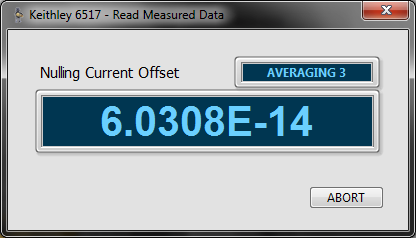 Keithley 6517 - Read Measured Data
Nulling Current Offset
AVERAGING 3
6.0308E-14
ABORT